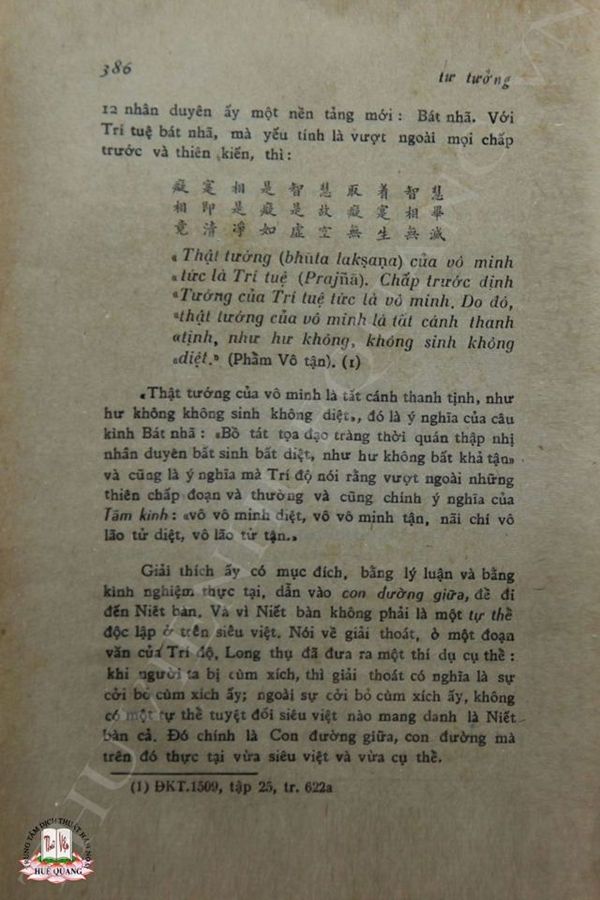 386
tư tưởng
12 nhân duyên ấy một nền tảng mới : Bát nhã. Với
Trí tuệ bát nhã, mà yếu tính là vượt ngoài mọi chấp
trước và thiên kiến, thì :
癡寔相是智慧取着智慧
相即是癡是故癡寔相畢
竟清凈如虛空無生無滅
«Thật tướng (bhūta lakṣaṇa) của vô minh
«tức là Trí tuệ (Prajñā). Chấp trước định
«Tướng của Trí tuệ tức là vô minh. Do đó,
«thật tướng của vô minh là tất cánh thanh
«tịnh, như hư không, không sinh không
«diệt.» (Phẩm Vô tận). (1)
«Thật tướng của vô minh là tất cánh thanh tịnh, như
hư không không sinh không diệt», đó là ý nghĩa của câu
kinh Bát nhã : «Bồ tát tọa đạo tràng thời quán thập nhị
nhân duyên bất sinh bất diệt, như hư không bất khả tận»
và cũng là ý nghĩa mà Trí độ nói rằng vượt ngoài những
thiên chấp đoạn và thường và cũng chính ý nghĩa của
Tâm kinh : «vô vô minh diệt, vô vô minh tận, nãi chí vô
lão tử diệt, vô lão tử tận.»
Giải thích ấy có mục đích, bằng lý luận và bằng
kinh nghiệm thực tại, dẫn vào con đường giữa, để đi
đến Niết bàn. Và vì Niết bàn không phải là một tự thể
độc lập ở trên siêu việt. Nói về giải thoát, ở một đoạn
văn của Trí độ, Long thụ đã đưa ra một thí dụ cụ thể :
khi người ta bị cùm xích, thì giải thoát có nghĩa là sự
cởi bỏ cùm xích ấy; ngoài sự cởi bỏ cùm xích ấy, không
có một tự thể tuyệt đối siêu việt nào mang danh là Niết
bàn cả. Đó chính là Con đường giữa, con đường mà
trên đó thực tại vừa siêu việt và vừa cụ thể.
(1) ĐKT.1509, tập 25, tr. 622a
TRUNG TÂM DỊCH THUẬT HÁN NÔM
HUỆ QUANG